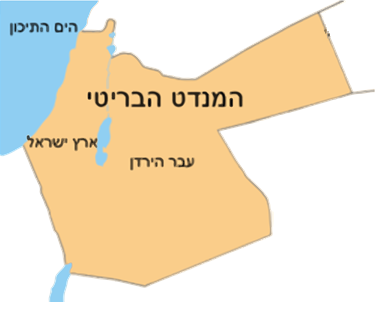 הים התיכון
המנדט הבריטי
ארץ ישראל
עבר הירדן